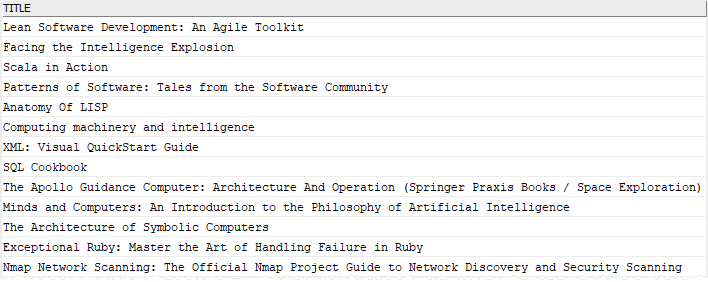 TITLE
Lean Software Development: An Agile Toolkit
Facing the Intelligence Explosion
Scala in Action
Patterns of Software: Tales from the Software Community
Anatomy Of LISP
Computing machinery and intelligence
XML: Visual QuickStart Guide
SQL Cookbook
The Apollo Guidance Computer: Architecture And Operation (Springer Praxis Books / Space Exploration)
Minds and Computers: An Introduction to the Philosophy of Artificial Intelligence
The Architecture of Symbolic Computers
Exceptional Ruby: Master the Art of Handling Failure in Ruby
Nmap Network Scanning: The Official Nmap Project Guide to Network Discovery and Security Scanning